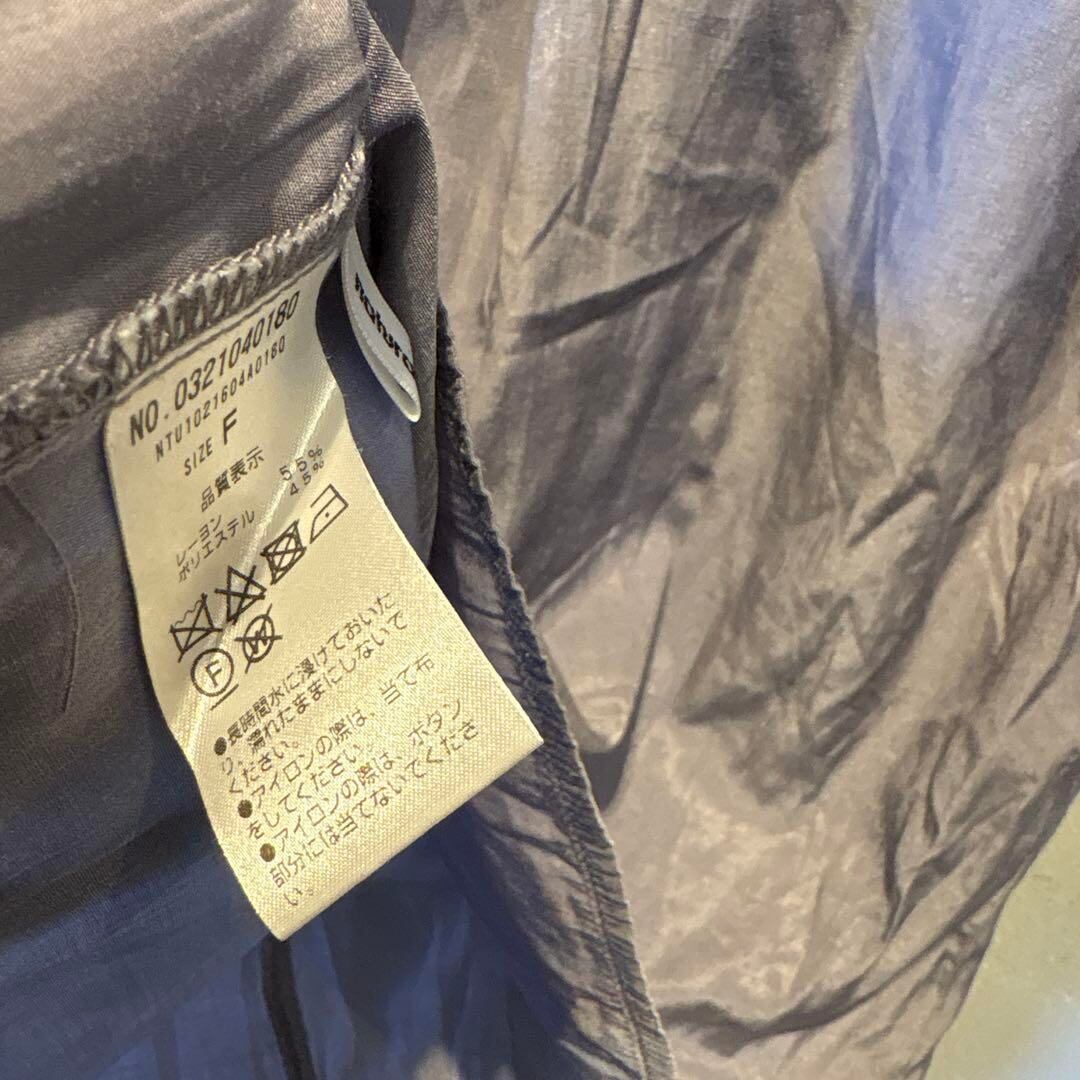 NO.0321040180
NTU1021604A0180
SIZE F
品質表示
レーヨン 55%
ポリエステル 45%
F
W
●長時間水に浸けておいた
り、濡れたままにしないで
ください。
●アイロンの際は、当て布
をしてください。
●アイロンの際は、ボタン
部分には当てないでくださ
い。